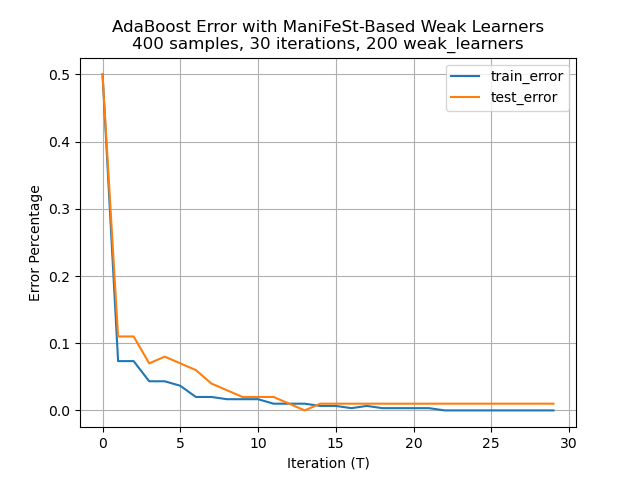 AdaBoost Error with ManiFeSt-Based Weak Learners
400 samples, 30 iterations, 200 weak_learners
train_error
test_error
Error Percentage
0.5
0.4
0.3
0.2
0.1
0.0
0
5
10
15
20
25
30
Iteration (T)